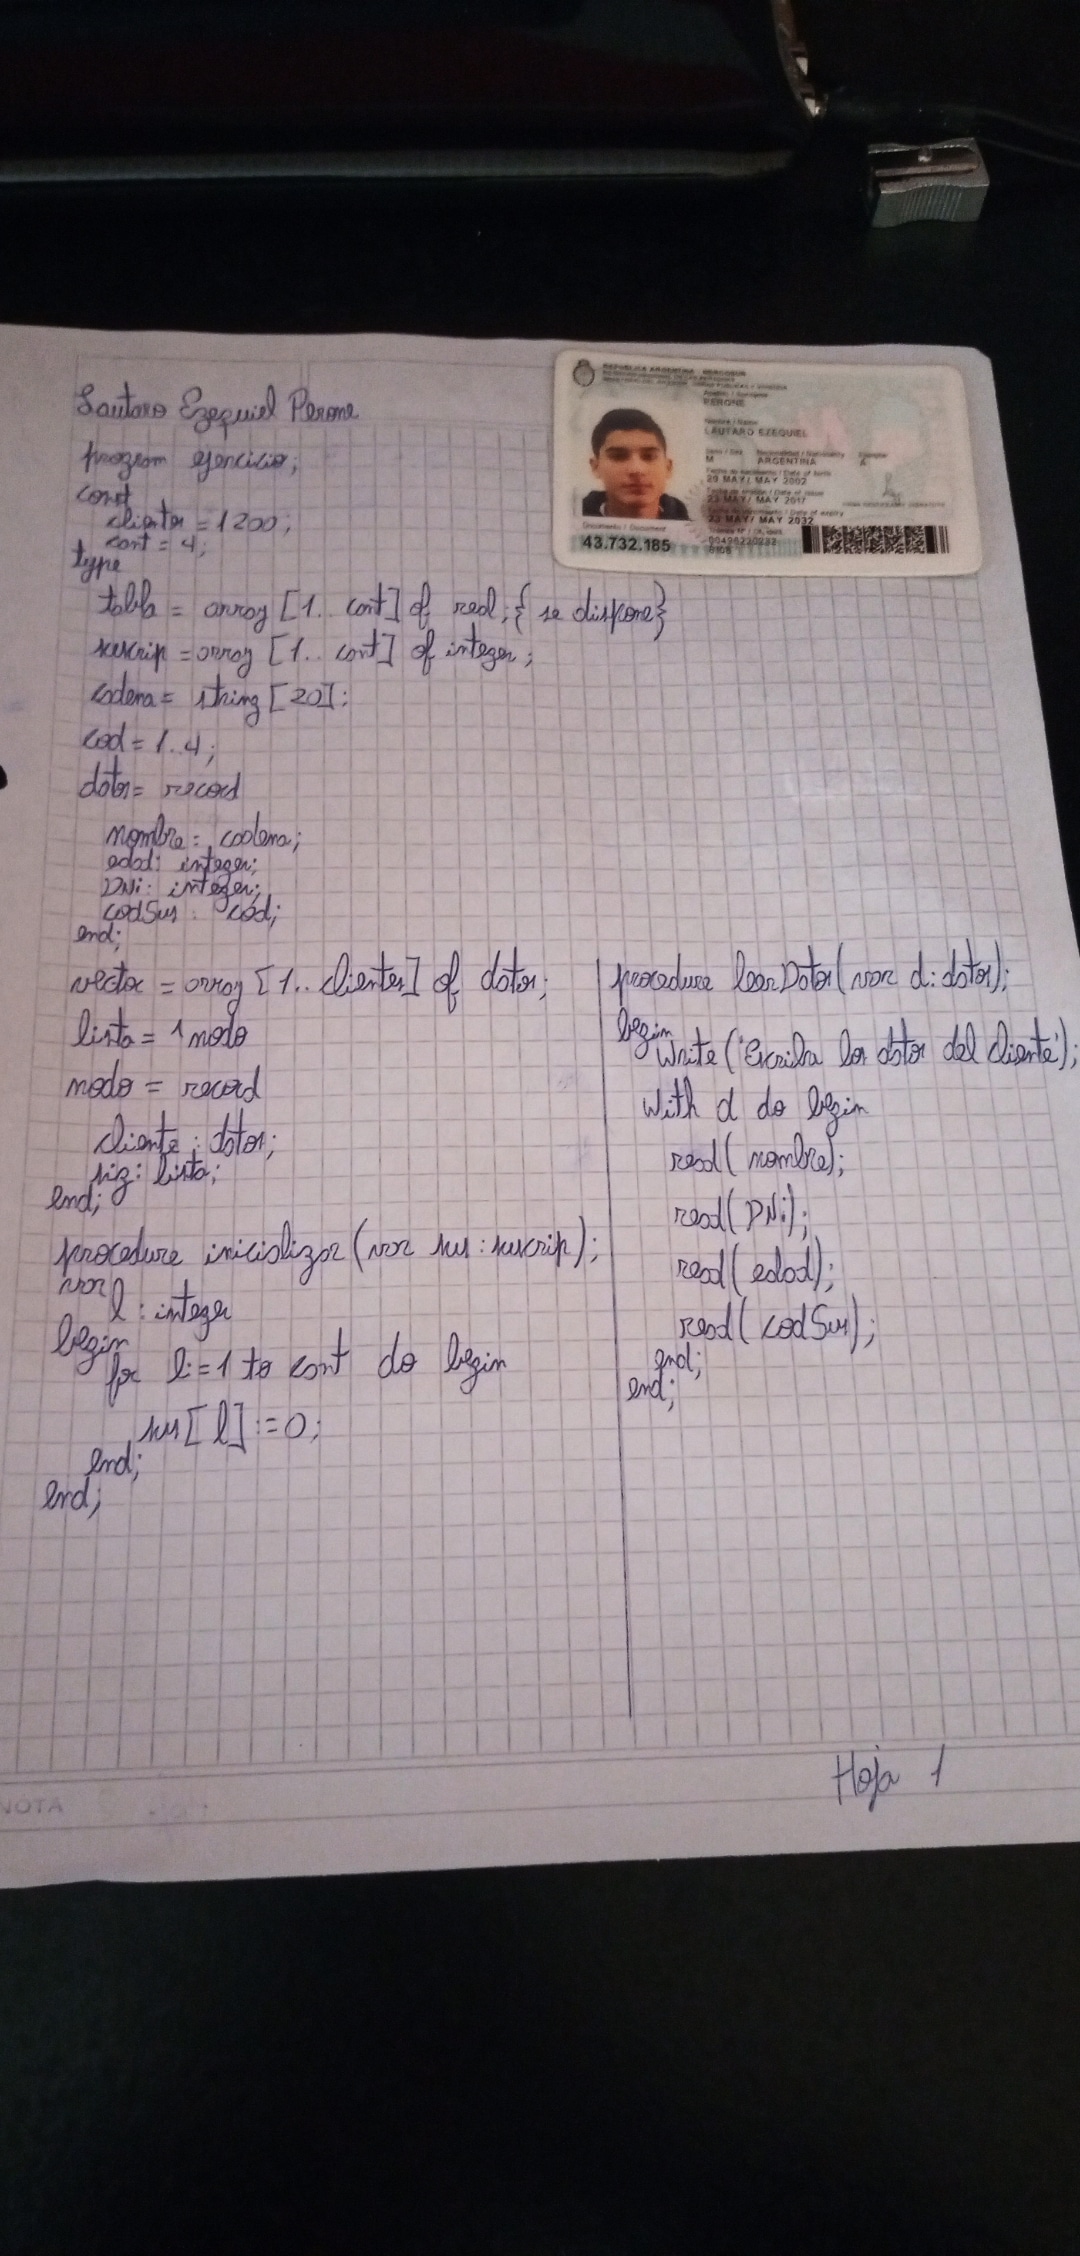 Lautaro Ezequiel Perone
program ejercicio;
const
clientes = 1200;
cant = 4;
type
tabla = array [1.. cant] of real; { se dispone}
suscrip = array [1.. cant] of integer;
cadena = string [20];
cod = 1..4;
datos = record
nombre: cadena;
edad: integer;
DNi: integer;
codSus: cod;
end;
vector = array [1.. clientes] of datos;
lista = ↑nodo
nodo = record
cliente: datos;
sig: lista;
end;
procedure inicializar (var sus: suscrip);
var
l: integer
begin
for l:=1 to cant do begin
sus[l]:=0;
end;
end;
procedure leerDatos (var d: datos);
begin
Write ('Escriba los datos del cliente');
With d do begin
read( nombre);
read( DNi);
read( edad);
read( codSus);
end;
end;
Hoja 1
NOTA
REPUBLICA ARGENTINA - MERCOSUR
Apellido / Surname
PERONE
Nombre / Name
LAUTARO EZEQUIEL
Sexo / Sex Nacionalidad / Nationality Ejemplar
M ARGENTINA A
Fecha de nacimiento / Date of birth
29 MAY/ MAY 2002
Fecha de emisión / Date of issue
23 MAY/ MAY 2017
Fecha de vencimiento / Date of expiry
23 MAY/ MAY 2032
Documento / Document
43.732.185